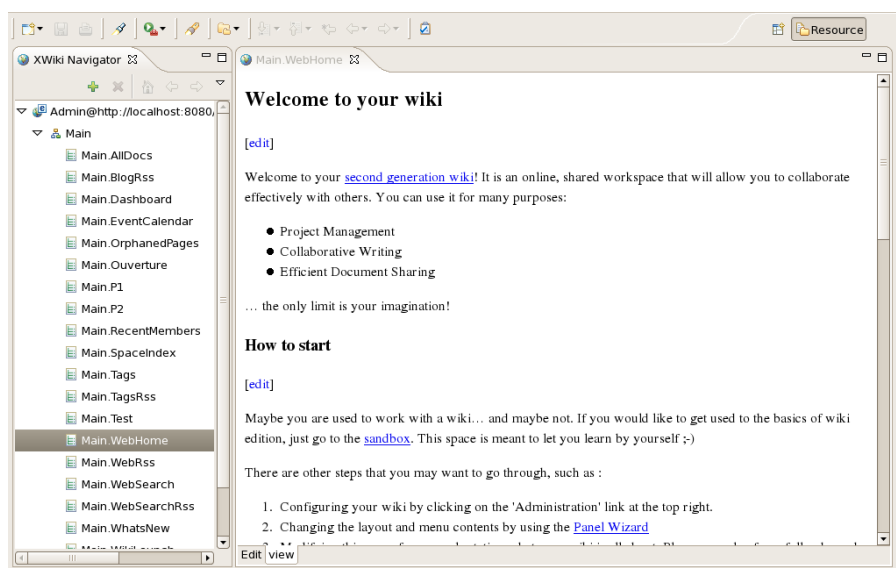 Resource
XWiki Navigator
Main.WebHome
Admin@http://localhost:8080,
Main
Main.AllDocs
Main.BlogRss
Main.Dashboard
Main.EventCalendar
Main.OrphanedPages
Main.Ouverture
Main.P1
Main.P2
Main.RecentMembers
Main.SpaceIndex
Main.Tags
Main.TagsRss
Main.Test
Main.WebHome
Main.WebRss
Main.WebSearch
Main.WebSearchRss
Main.WhatsNew
Welcome to your wiki
[edit]
Welcome to your second generation wiki! It is an online, shared workspace that will allow you to collaborate
effectively with others. You can use it for many purposes:
● Project Management
● Collaborative Writing
● Efficient Document Sharing
… the only limit is your imagination!
How to start
[edit]
Maybe you are used to work with a wiki… and maybe not. If you would like to get used to the basics of wiki
edition, just go to the sandbox. This space is meant to let you learn by yourself ;-)
There are other steps that you may want to go through, such as :
1. Configuring your wiki by clicking on the 'Administration' link at the top right.
2. Changing the layout and menu contents by using the Panel Wizard
Edit view